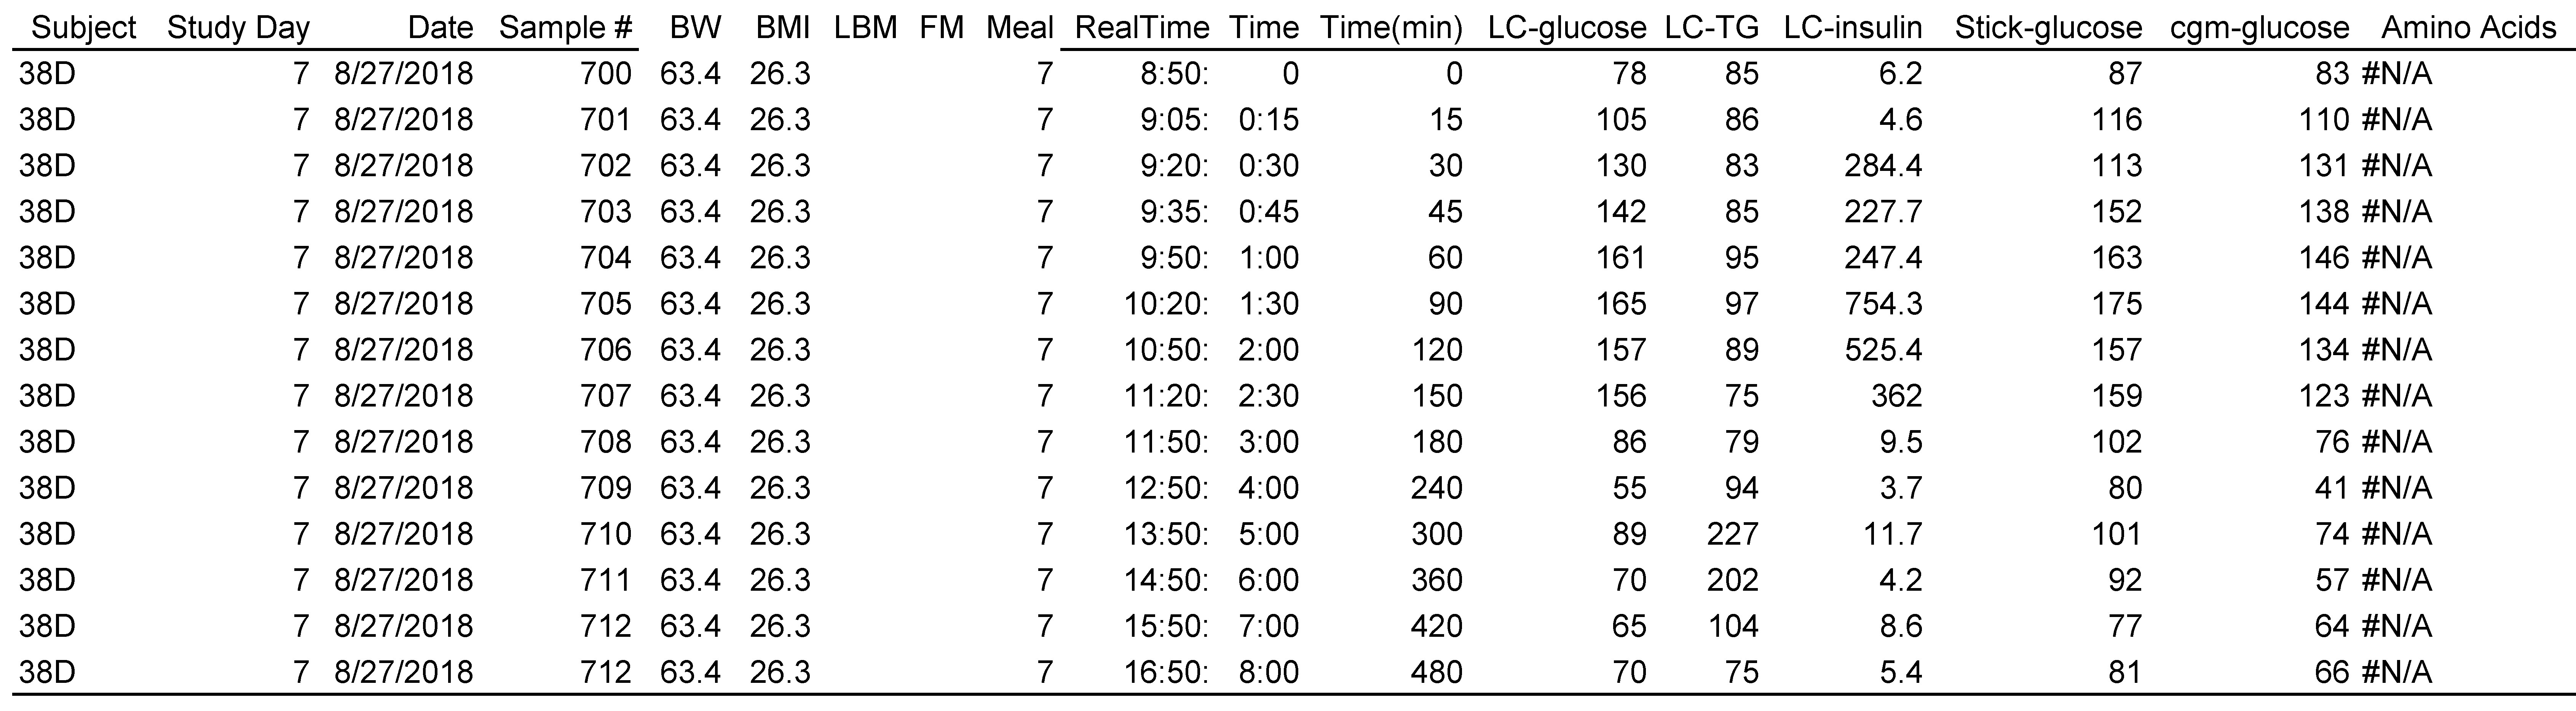 Subject Study Day Date Sample # BW BMI LBM FM Meal RealTime Time Time(min) LC-glucose LC-TG LC-insulin Stick-glucose cgm-glucose Amino Acids
38D 7 8/27/2018 700 63.4 26.3 7 8:50: 0 0 78 85 6.2 87 83 #N/A
38D 7 8/27/2018 701 63.4 26.3 7 9:05: 0:15 15 105 86 4.6 116 110 #N/A
38D 7 8/27/2018 702 63.4 26.3 7 9:20: 0:30 30 130 83 284.4 113 131 #N/A
38D 7 8/27/2018 703 63.4 26.3 7 9:35: 0:45 45 142 85 227.7 152 138 #N/A
38D 7 8/27/2018 704 63.4 26.3 7 9:50: 1:00 60 161 95 247.4 163 146 #N/A
38D 7 8/27/2018 705 63.4 26.3 7 10:20: 1:30 90 165 97 754.3 175 144 #N/A
38D 7 8/27/2018 706 63.4 26.3 7 10:50: 2:00 120 157 89 525.4 157 134 #N/A
38D 7 8/27/2018 707 63.4 26.3 7 11:20: 2:30 150 156 75 362 159 123 #N/A
38D 7 8/27/2018 708 63.4 26.3 7 11:50: 3:00 180 86 79 9.5 102 76 #N/A
38D 7 8/27/2018 709 63.4 26.3 7 12:50: 4:00 240 55 94 3.7 80 41 #N/A
38D 7 8/27/2018 710 63.4 26.3 7 13:50: 5:00 300 89 227 11.7 101 74 #N/A
38D 7 8/27/2018 711 63.4 26.3 7 14:50: 6:00 360 70 202 4.2 92 57 #N/A
38D 7 8/27/2018 712 63.4 26.3 7 15:50: 7:00 420 65 104 8.6 77 64 #N/A
38D 7 8/27/2018 712 63.4 26.3 7 16:50: 8:00 480 70 75 5.4 81 66 #N/A